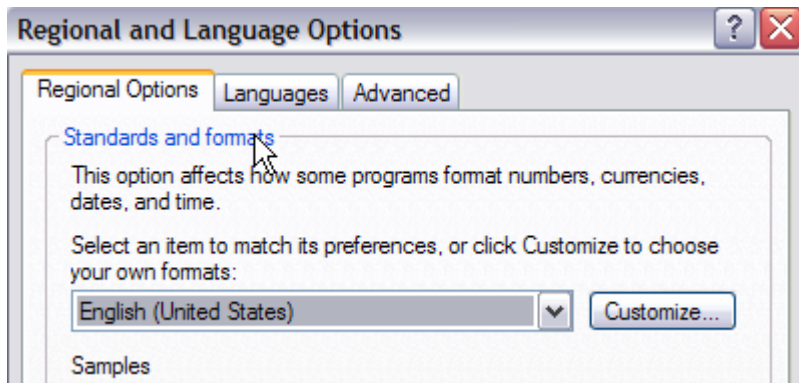 Regional and Language Options
Regional Options Languages Advanced
Standards and formats
This option affects how some programs format numbers, currencies,
dates, and time.
Select an item to match its preferences, or click Customize to choose
your own formats:
English (United States) Customize...
Samples